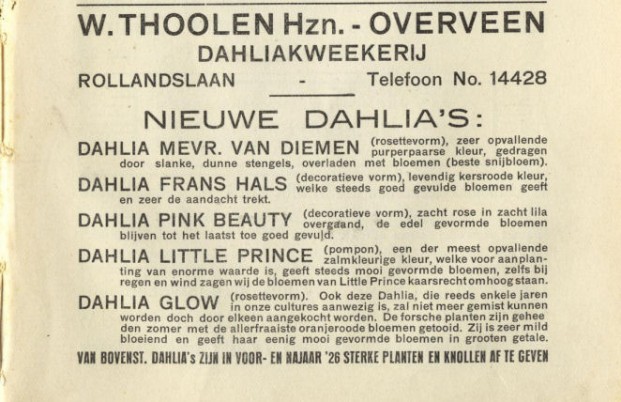 W. THOOLEN Hzn. - OVERVEEN
DAHLIAKWEEKERIJ
ROLLANDSLAAN - Telefoon No. 14428
NIEUWE DAHLIA'S:
DAHLIA MEVR. VAN DIEMEN (rosettevorm), zeer opvallende
purperpaarse kleur, gedragen
door slanke, dunne stengels, overladen met bloemen (beste snijbloem).
DAHLIA FRANS HALS (decoratieve vorm), levendig kersroode kleur,
welke steeds goed gevulde bloemen geeft
en zeer de aandacht trekt.
DAHLIA PINK BEAUTY (decoratieve vorm), zacht rose in zacht lila
overgaand, de edel gevormde bloemen
blijven tot het laatst toe goed gevuld.
DAHLIA LITTLE PRINCE (pompon), een der meest opvallende
zalmkleurige kleur, welke voor aanplan-
ting van enorme waarde is, geeft steeds mooi gevormde bloemen, zelfs bij
regen en wind zagen wij de bloemen van Little Prince kaarsrecht omhoog staan.
DAHLIA GLOW (rosettevorm). Ook deze Dahlia, die reeds enkele jaren
in onze cultures aanwezig is, zal niet meer gemist kunnen
worden doch door elkeen aangekocht worden. De forsche planten zijn gehee
den zomer met de allerfraaiste oranjeroode bloemen getooid. Zij is zeer mild
bloeiend en geeft haar eenig mooi gevormde bloemen in grooten getale.
VAN BOVENST. DAHLIA's ZIJN IN VOOR- EN NAJAAR '26 STERKE PLANTEN EN KNOLLEN AF TE GEVEN